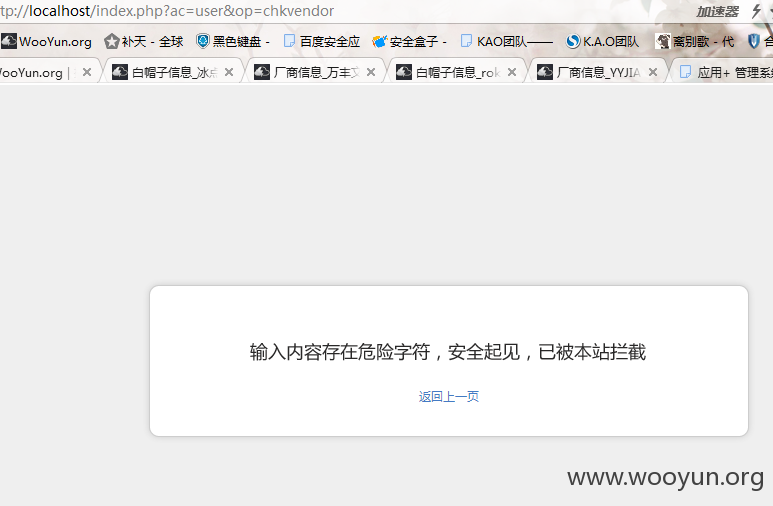 tp://localhost/index.php?ac=user&op=chkvendor 加速器
WooYun.org 补天 - 全球 黑色键盘 - 百度安全应 安全盒子 - KAO团队—— K.A.O团队 离别歌 - 代 合
ooYun.org | 白帽子信息_冰点 厂商信息_万丰文 白帽子信息_rok 厂商信息_YYJIA 应用+ 管理系统
输入内容存在危险字符，安全起见，已被本站拦截
返回上一页
www.wooyun.org